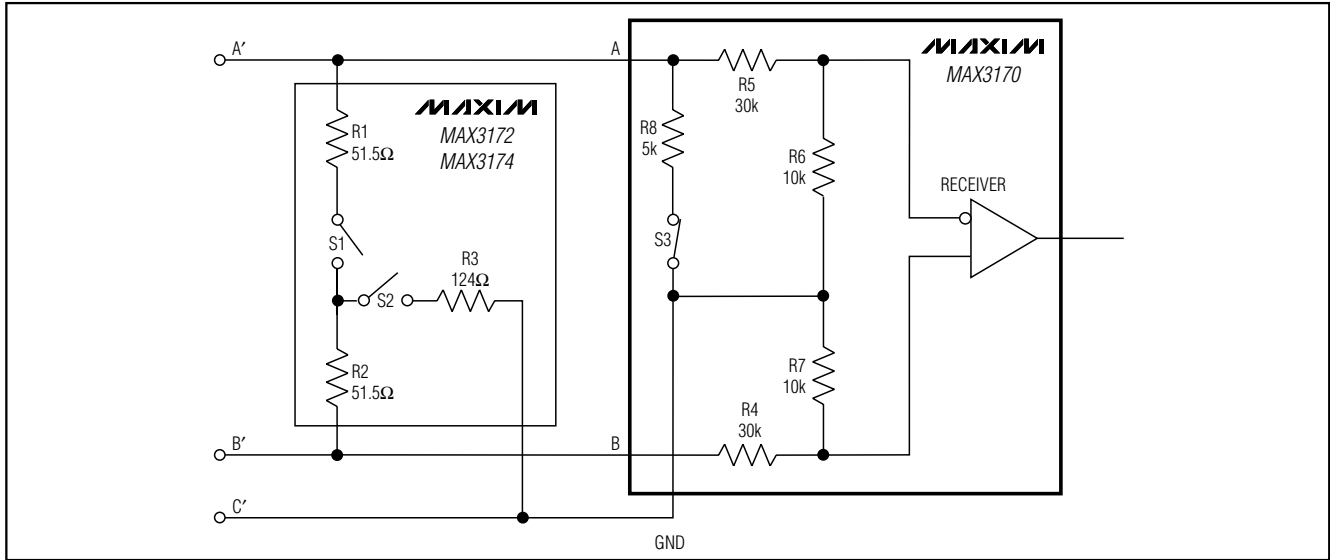 A′
A
MAXIM
MAX3170
R5
30k
MAXIM
MAX3172
MAX3174
R1
51.5Ω
R8
5k
R6
10k
RECEIVER
S1
S3
R3
124Ω
S2
R2
51.5Ω
R7
10k
R4
30k
B′
B
C′
GND